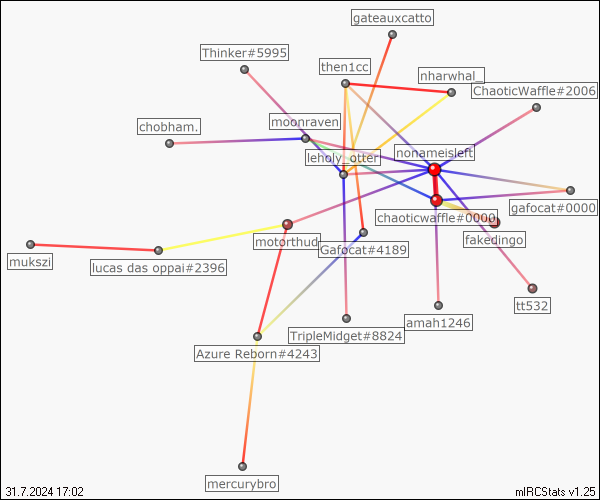 gateauxcatto
Thinker#5995
then1cc
nharwhal_
ChaoticWaffle#2006
moonraven
chobham.
leholy_otter
nonameisleft
gafocat#0000
chaoticwaffle#0000
fakedingo
motorthud
Gafocat#4189
mukszi
lucas das oppai#2396
tt532
amah1246
TripleMidget#8824
Azure Reborn#4243
mercurybro
31.7.2024 17:02
mIRCStats v1.25